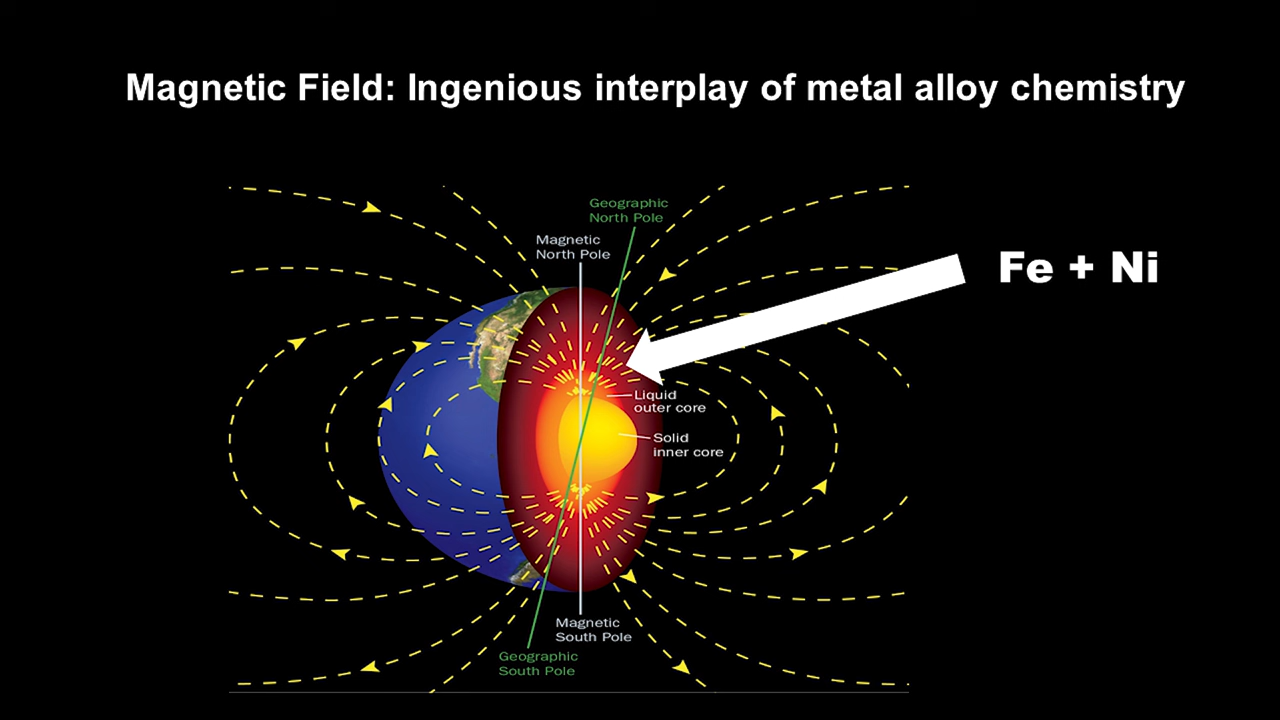 Magnetic Field: Ingenious interplay of metal alloy chemistry
Geographic
North Pole
Magnetic
North Pole
Fe + Ni
Liquid
outer core
Solid
inner core
Magnetic
South Pole
Geographic
South Pole